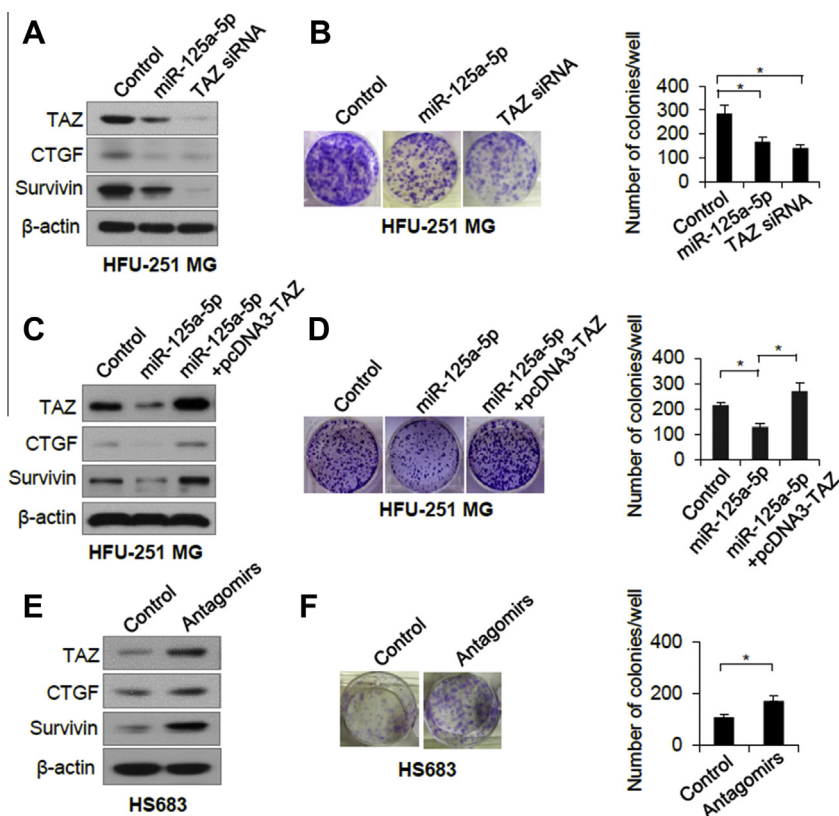 A
Control
miR-125a-5p
TAZ siRNA
TAZ
CTGF
Survivin
β-actin
HFU-251 MG
B
Control
miR-125a-5p
TAZ siRNA
HFU-251 MG
Number of colonies/well
400
300
200
100
0
*
*
Control
miR-125a-5p
TAZ siRNA
C
Control
miR-125a-5p
miR-125a-5p
+pcDNA3-TAZ
TAZ
CTGF
Survivin
β-actin
HFU-251 MG
D
Control
miR-125a-5p
miR-125a-5p
+pcDNA3-TAZ
HFU-251 MG
Number of colonies/well
400
300
200
100
0
*
*
Control
miR-125a-5p
miR-125a-5p
+pcDNA3-TAZ
E
Control
Antagomirs
TAZ
CTGF
Survivin
β-actin
HS683
F
Control
Antagomirs
HS683
Number of colonies/well
400
200
0
*
Control
Antagomirs